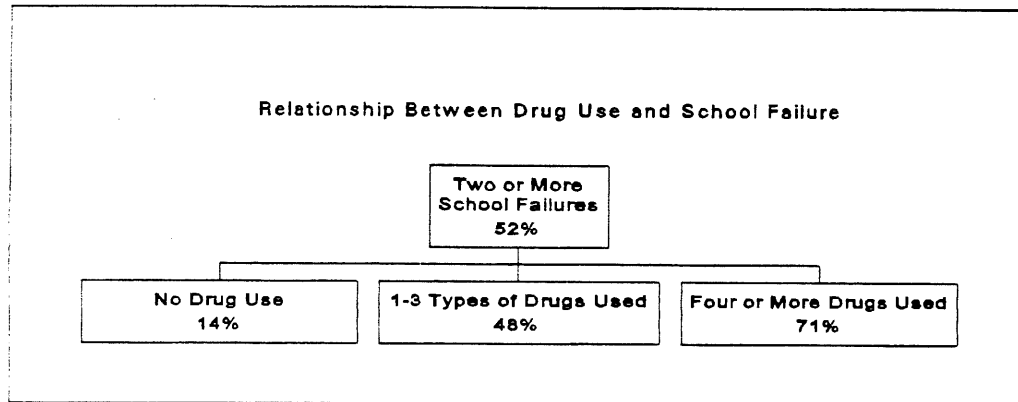 Relationship Between Drug Use and School Failure
Two or More
School Failures
52%
No Drug Use
14%
1-3 Types of Drugs Used
48%
Four or More Drugs Used
71%